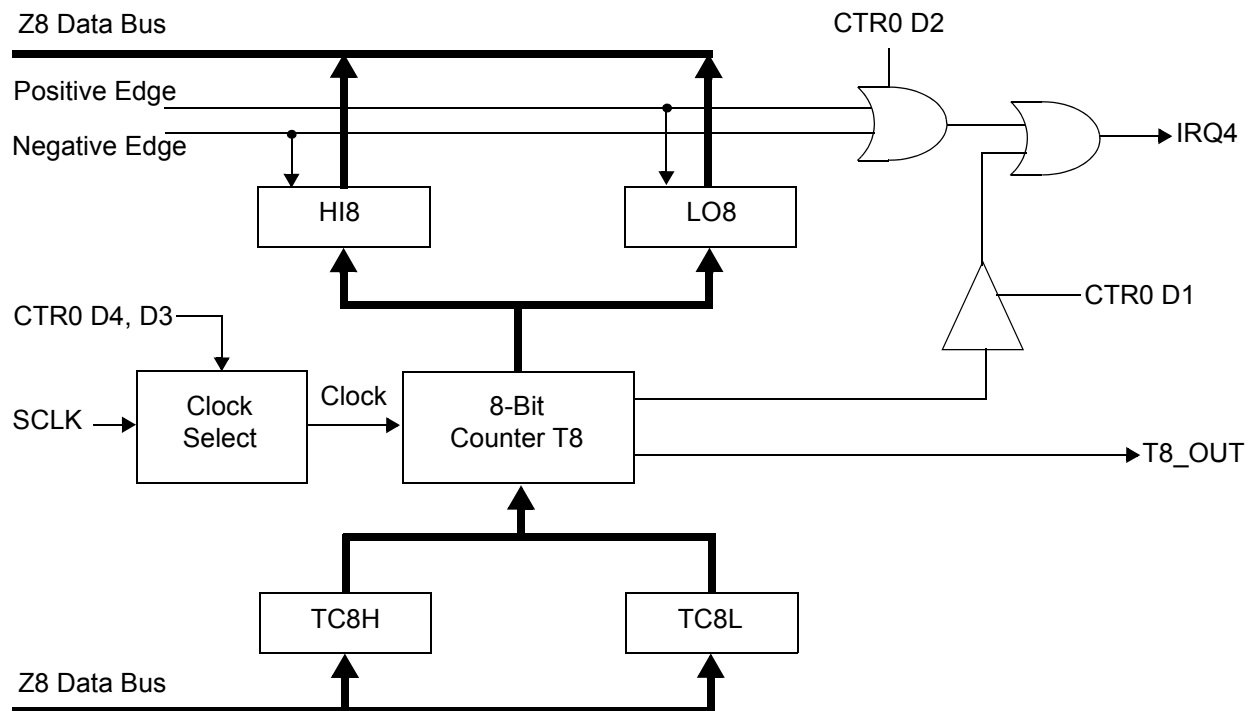 Z8 Data Bus
CTR0 D2
Positive Edge
Negative Edge
IRQ4
HI8
LO8
CTR0 D4, D3
CTR0 D1
SCLK
Clock
Select
Clock
8-Bit
Counter T8
T8_OUT
TC8H
TC8L
Z8 Data Bus